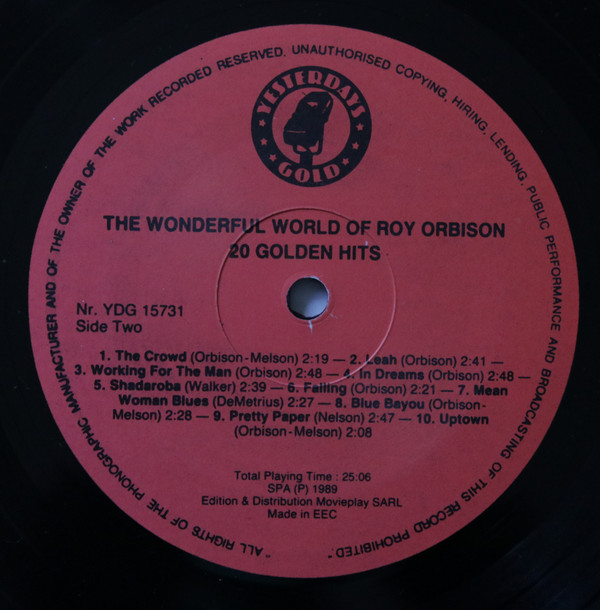 "ALL RIGHTS OF THE PHONOGRAPHIC MANUFACTURER AND OF THE OWNER OF THE WORK RECORDED RESERVED. UNAUTHORISED COPYING, HIRING, LENDING, PUBLIC PERFORMANCE AND BROADCASTING OF THIS RECORD PROHIBITED."
YESTERDAYS
GOLD
THE WONDERFUL WORLD OF ROY ORBISON
20 GOLDEN HITS
Nr. YDG 15731
Side Two
1. The Crowd (Orbison-Melson) 2:19 — 2. Leah (Orbison) 2:41 —
3. Working For The Man (Orbison) 2:48 — 4. In Dreams (Orbison) 2:48 —
5. Shadaroba (Walker) 2:39 — 6. Falling (Orbison) 2:21 — 7. Mean
Woman Blues (DeMetrius) 2:27 — 8. Blue Bayou (Orbison-
Melson) 2:28 — 9. Pretty Paper (Nelson) 2:47 — 10. Uptown
(Orbison-Melson) 2:08
Total Playing Time : 25:06
SPA (P) 1989
Edition & Distribution Movieplay SARL
Made in EEC